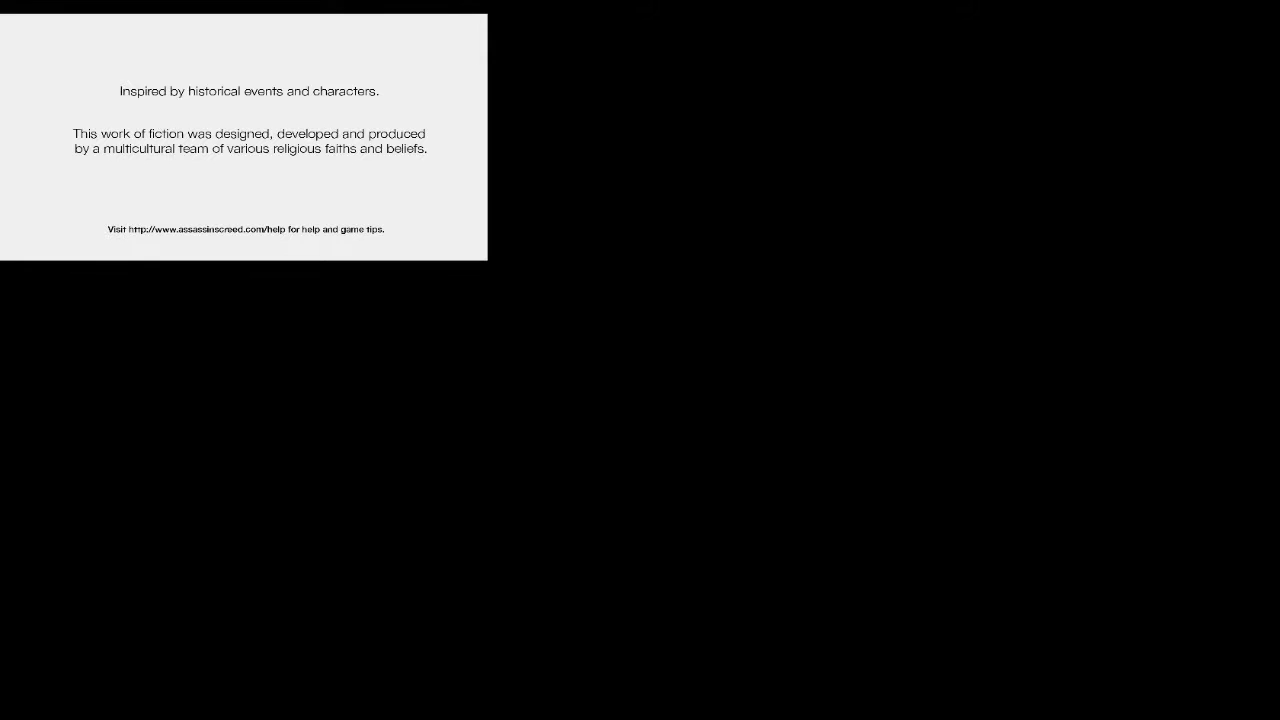 Inspired by historical events and characters.
This work of fiction was designed, developed and produced
by a multicultural team of various religious faiths and beliefs.
Visit http://www.assassinscreed.com/help for help and game tips.